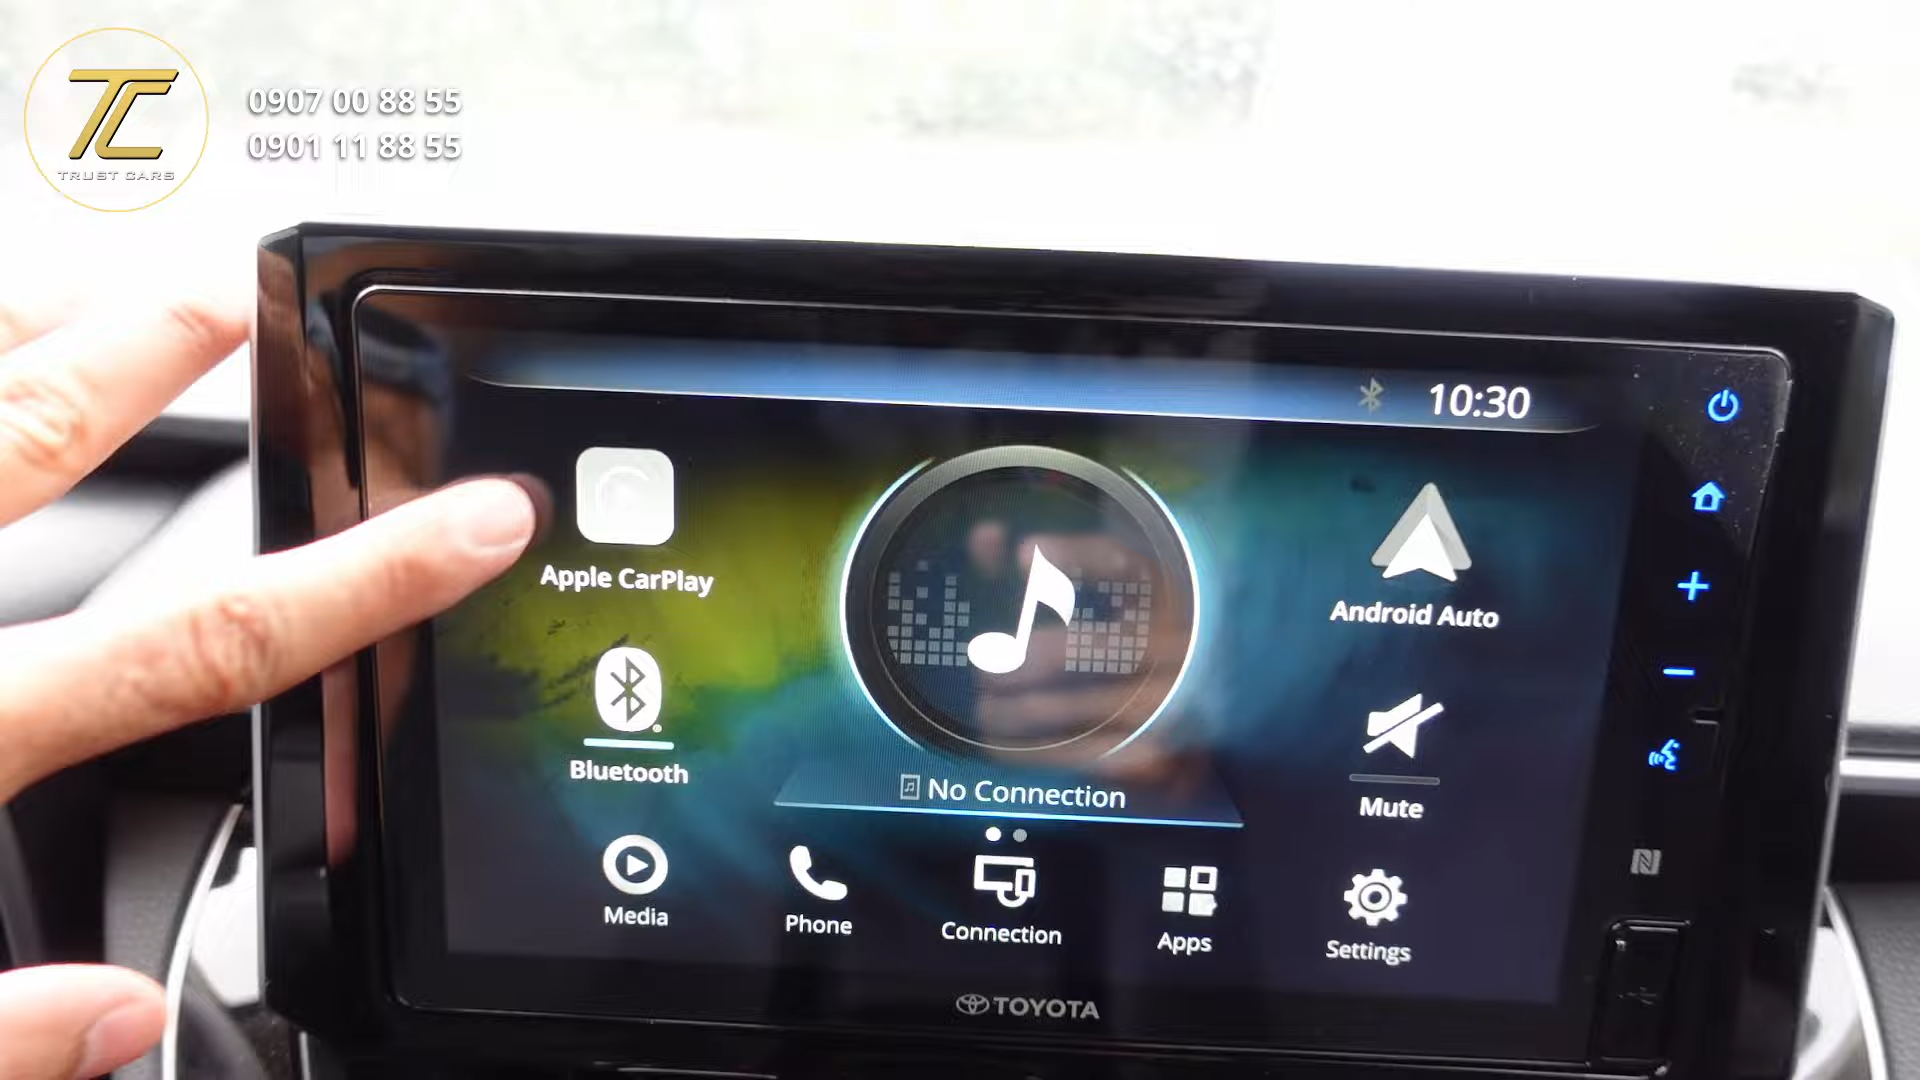 TC
TRUST CARS
0907 00 88 55
0901 11 88 55
10:30
Apple CarPlay
Android Auto
Bluetooth
No Connection
Mute
Media
Phone
Connection
Apps
Settings
TOYOTA